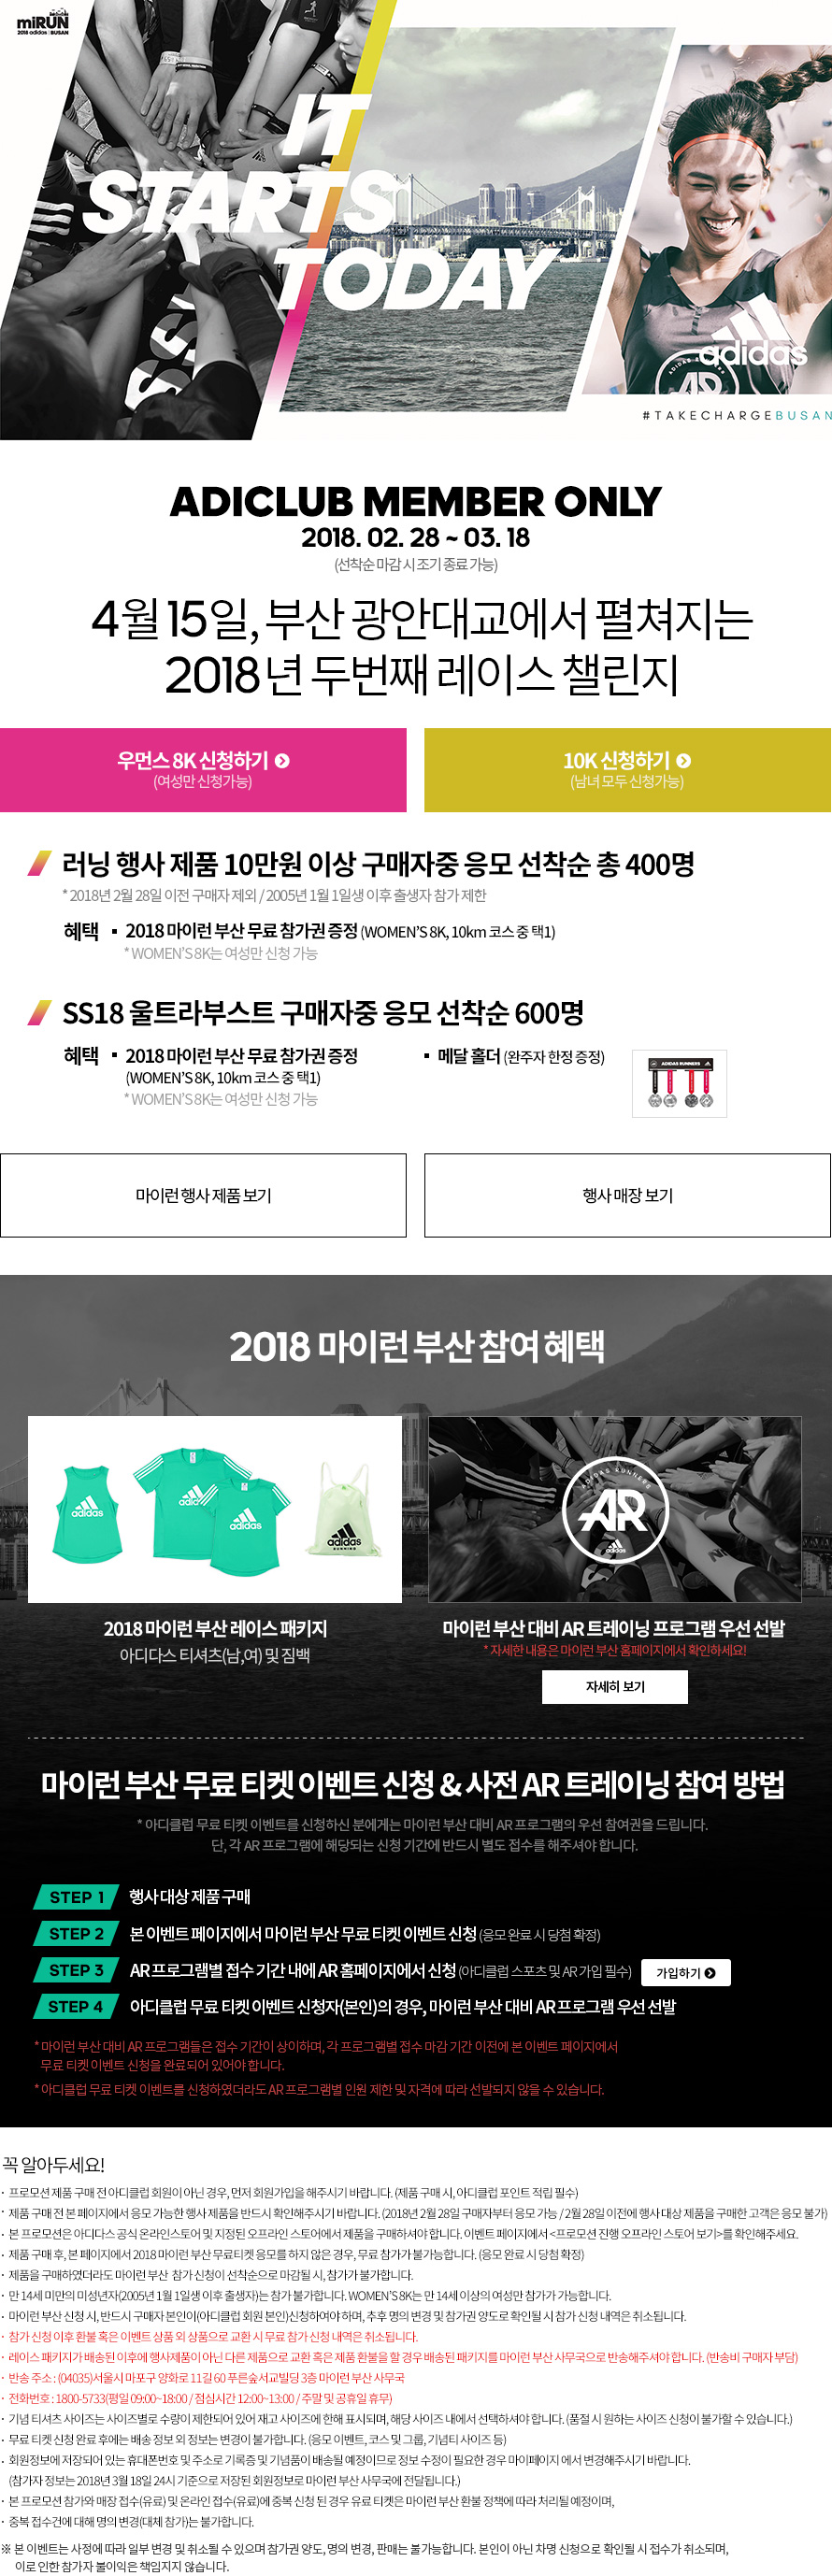 miRUN
2018 adidas | BUSAN
IT
STARTS
TODAY
adidas
ADIDAS RUNNERS
AR
#TAKECHARGEBUSAN
ADICLUB MEMBER ONLY
2018. 02. 28 ~ 03. 18
(선착순 마감 시 조기 종료 가능)
4월 15일, 부산 광안대교에서 펼쳐지는
2018년 두번째 레이스 챌린지
우먼스 8K 신청하기
(여성만 신청가능)
10K 신청하기
(남녀 모두 신청가능)
러닝 행사 제품 10만원 이상 구매자중 응모 선착순 총 400명
* 2018년 2월 28일 이전 구매자 제외 / 2005년 1월 1일생 이후 출생자 참가 제한
혜택 ▪ 2018 마이런 부산 무료 참가권 증정 (WOMEN'S 8K, 10km 코스 중 택1)
* WOMEN'S 8K는 여성만 신청 가능
SS18 울트라부스트 구매자중 응모 선착순 600명
혜택 ▪ 2018 마이런 부산 무료 참가권 증정
(WOMEN'S 8K, 10km 코스 중 택1)
* WOMEN'S 8K는 여성만 신청 가능
▪ 메달 홀더 (완주자 한정 증정)
ADIDAS RUNNERS
마이런 행사 제품 보기
행사 매장 보기
2018 마이런 부산 참여 혜택
adidas
adidas
adidas
adidas
RUNNING
ADIDAS RUNNERS
AR
adidas
2018 마이런 부산 레이스 패키지
아디다스 티셔츠(남,여) 및 짐백
마이런 부산 대비 AR 트레이닝 프로그램 우선 선발
* 자세한 내용은 마이런 부산 홈페이지에서 확인하세요!
자세히 보기
마이런 부산 무료 티켓 이벤트 신청 & 사전 AR 트레이닝 참여 방법
* 아디클럽 무료 티켓 이벤트를 신청하신 분에게는 마이런 부산 대비 AR 프로그램의 우선 참여권을 드립니다.
단, 각 AR 프로그램에 해당되는 신청 기간에 반드시 별도 접수를 해주셔야 합니다.
STEP 1 행사 대상 제품 구매
STEP 2 본 이벤트 페이지에서 마이런 부산 무료 티켓 이벤트 신청 (응모 완료 시 당첨 확정)
STEP 3 AR 프로그램별 접수 기간 내에 AR 홈페이지에서 신청 (아디클럽 스포츠 및 AR 가입 필수) 가입하기
STEP 4 아디클럽 무료 티켓 이벤트 신청자(본인)의 경우, 마이런 부산 대비 AR 프로그램 우선 선발
* 마이런 부산 대비 AR 프로그램들은 접수 기간이 상이하며, 각 프로그램별 접수 마감 기간 이전에 본 이벤트 페이지에서
무료 티켓 이벤트 신청을 완료되어 있어야 합니다.
* 아디클럽 무료 티켓 이벤트를 신청하였더라도 AR 프로그램별 인원 제한 및 자격에 따라 선발되지 않을 수 있습니다.
꼭 알아두세요!
· 프로모션 제품 구매 전 아디클럽 회원이 아닌 경우, 먼저 회원가입을 해주시기 바랍니다. (제품 구매 시, 아디클럽 포인트 적립 필수)
· 제품 구매 전 본 페이지에서 응모 가능한 행사 제품을 반드시 확인해주시기 바랍니다. (2018년 2월 28일 구매자부터 응모 가능 / 2월 28일 이전에 행사 대상 제품을 구매한 고객은 응모 불가)
· 본 프로모션은 아디다스 공식 온라인스토어 및 지정된 오프라인 스토어에서 제품을 구매하셔야 합니다. 이벤트 페이지에서 <프로모션 진행 오프라인 스토어 보기>를 확인해주세요.
· 제품 구매 후, 본 페이지에서 2018 마이런 부산 무료티켓 응모를 하지 않은 경우, 무료 참가가 불가능합니다. (응모 완료 시 당첨 확정)
· 제품을 구매하였더라도 마이런 부산 참가 신청이 선착순으로 마감될 시, 참가가 불가합니다.
· 만 14세 미만의 미성년자(2005년 1월 1일생 이후 출생자)는 참가 불가합니다. WOMEN'S 8K는 만 14세 이상의 여성만 참가가 가능합니다.
· 마이런 부산 신청 시, 반드시 구매자 본인이(아디클럽 회원 본인)신청하여야 하며, 추후 명의 변경 및 참가권 양도로 확인될 시 참가 신청 내역은 취소됩니다.
· 참가 신청 이후 환불 혹은 이벤트 상품 외 상품으로 교환 시 무료 참가 신청 내역은 취소됩니다.
· 레이스 패키지가 배송된 이후에 행사제품이 아닌 다른 제품으로 교환 혹은 제품 환불을 할 경우 배송된 패키지를 마이런 부산 사무국으로 반송해주셔야 합니다. (반송비 구매자 부담)
· 반송 주소 : (04035)서울시 마포구 양화로 11길 60 푸른숲서교빌딩 3층 마이런 부산 사무국
· 전화번호 : 1800-5733(평일 09:00~18:00 / 점심시간 12:00~13:00 / 주말 및 공휴일 휴무)
· 기념 티셔츠 사이즈는 사이즈별로 수량이 제한되어 있어 재고 사이즈에 한해 표시되며, 해당 사이즈 내에서 선택하셔야 합니다. (품절 시 원하는 사이즈 신청이 불가할 수 있습니다.)
· 무료 티켓 신청 완료 후에는 배송 정보 외 정보는 변경이 불가합니다. (응모 이벤트, 코스 및 그룹, 기념티 사이즈 등)
· 회원정보에 저장되어 있는 휴대폰번호 및 주소로 기록증 및 기념품이 배송될 예정이므로 정보 수정이 필요한 경우 마이페이지 에서 변경해주시기 바랍니다.
(참가자 정보는 2018년 3월 18일 24시 기준으로 저장된 회원정보로 마이런 부산 사무국에 전달됩니다.)
· 본 프로모션 참가와 매장 접수(유료) 및 온라인 접수(유료)에 중복 신청 된 경우 유료 티켓은 마이런 부산 환불 정책에 따라 처리될 예정이며,
· 중복 접수건에 대해 명의 변경(대체 참가)는 불가합니다.
※ 본 이벤트는 사정에 따라 일부 변경 및 취소될 수 있으며 참가권 양도, 명의 변경, 판매는 불가능합니다. 본인이 아닌 차명 신청으로 확인될 시 접수가 취소되며,
이로 인한 참가자 불이익은 책임지지 않습니다.